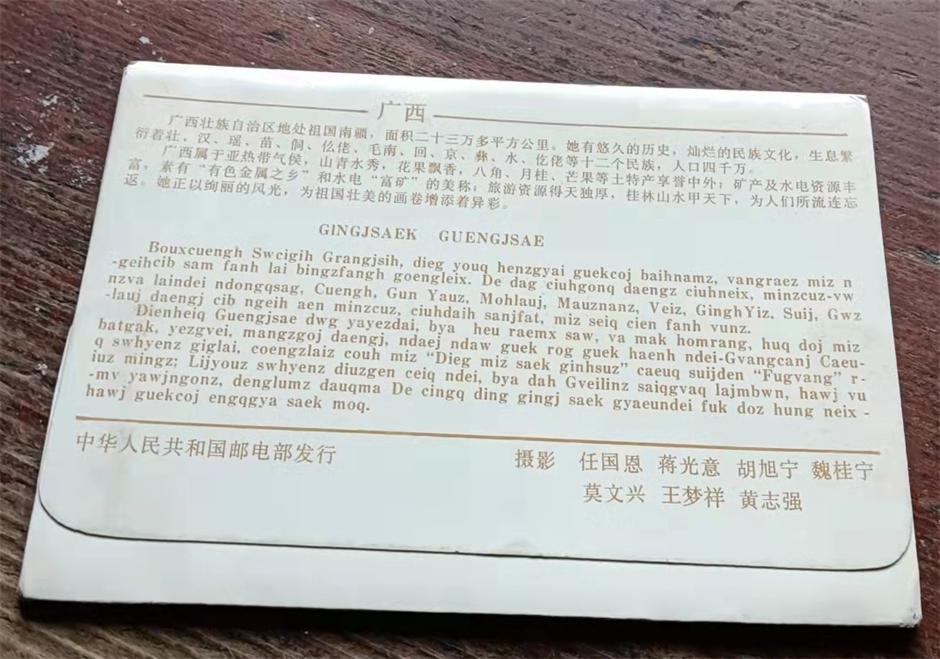 广西
广西壮族自治区地处祖国南疆，面积二十三万多平方公里。她有悠久的历史，灿烂的民族文化，生息繁
衍着壮、汉、瑶、苗、侗、仫佬、毛南、回、京、彝、水、仡佬等十二个民族，人口四千万。
广西属于亚热带气侯，山青水秀，花果飘香，八角、月桂、芒果等土特产享誉中外；矿产及水电资源丰
富，素有“有色金属之乡”和水电“富矿”的美称；旅游资源得天独厚，桂林山水甲天下，为人们所流连忘
返。她正以绚丽的风光，为祖国壮美的画卷增添着异彩。
GINGJSAEK GUENGJSAE
Bouxcuengh Swcigih Grangjsih, dieg youq henzgyai guekcoj baihnamz, vangraez miz n
-geihcib sam fanh lai bingzfangh goengleix. De dag ciuhgonq daengz ciuhneix, minzcuz-vw
nzva laindei ndongqsag, Cuengh, Gun Yauz, Mohlauj, Mauznanz, Veiz, GinghYiz, Suij, Gwz
-lauj daengj cib ngeih aen minzcuz, ciuhdaih sanjfat, miz seiq cien fanh vunz.
Dienheiq Guengjsae dwg yayezdai, bya heu raemx saw, va mak homrang, huq doj miz
batgak, yezgvei, mangzgoj daengj, ndaej ndaw guek rog guek haenh ndei-Gvangcanj Caeu-
q swhyenz giglai, coengzlaiz couh miz “Dieg miz saek ginhsuz” caeuq suijden “Fugvang” r-
iuz mingz; Lijyouz swhyenz diuzgen ceiq ndei, bya dah Gveilinz saiqgvaq lajmbwn, hawj vu
-mv yawjngonz, denglumz dauqma De cingq ding gingj saek gyaeundei fuk doz hung neix-
hawj guekcoj engqgya saek moq.
中华人民共和国邮电部发行
摄影 任国恩 蒋光意 胡旭宁 魏桂宁
莫文兴 王梦祥 黄志强